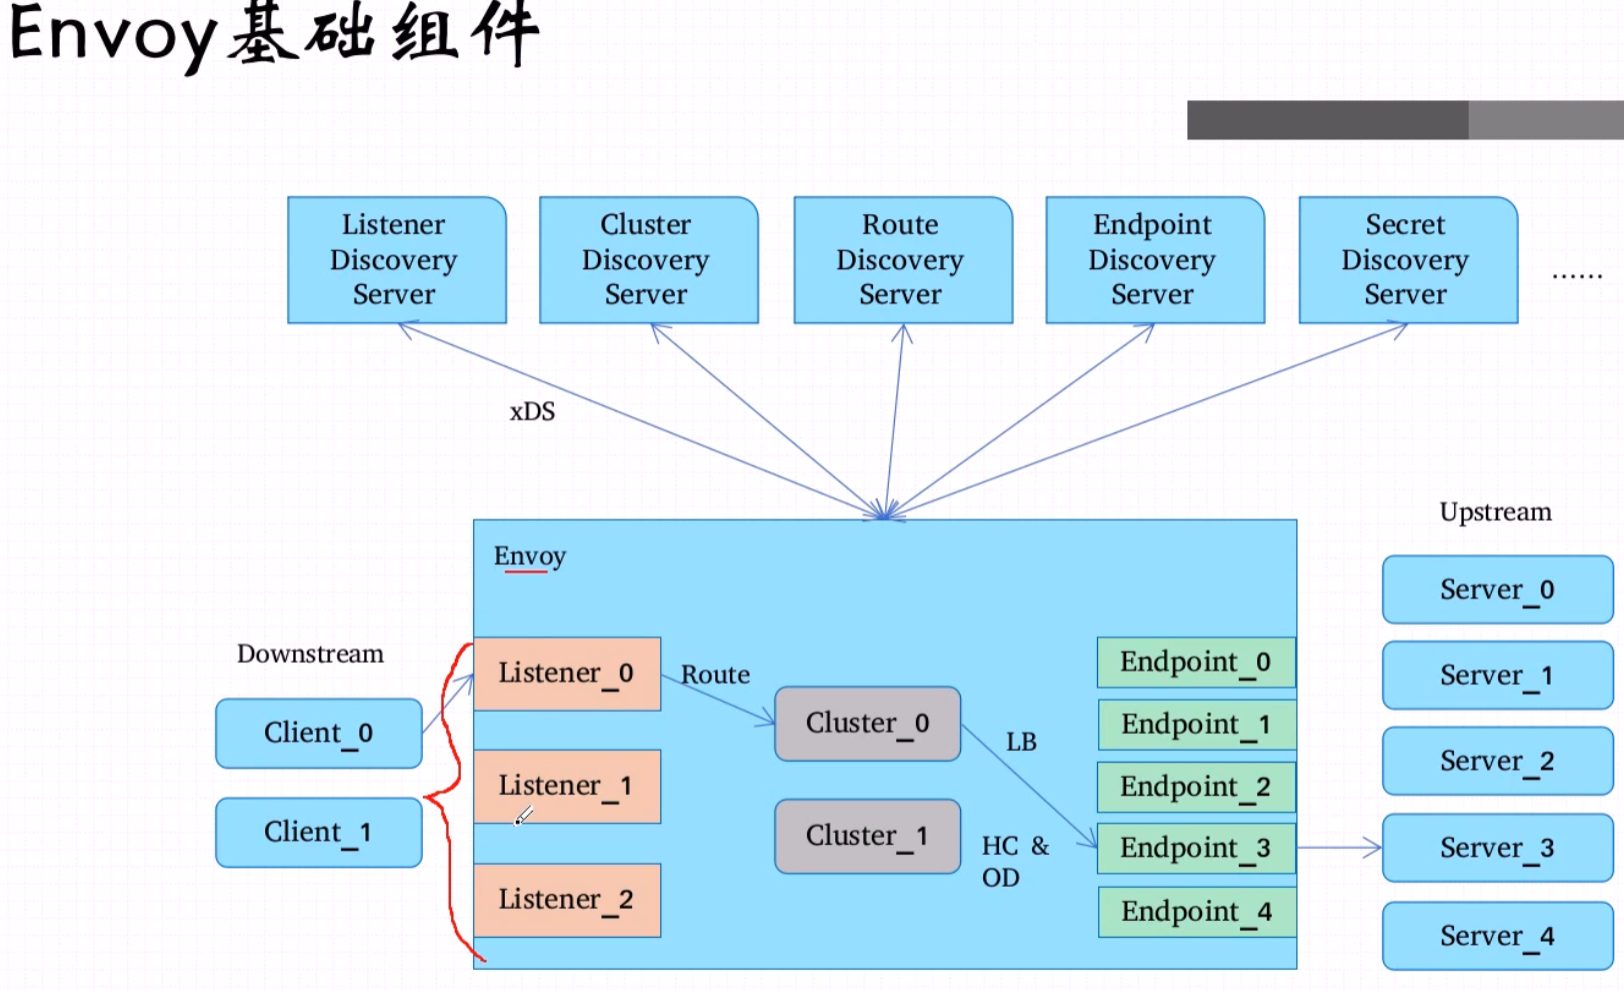 Envoy基础组件
Listener
Discovery
Server
Cluster
Discovery
Server
Route
Discovery
Server
Endpoint
Discovery
Server
Secret
Discovery
Server
......
xDS
Upstream
Envoy
Downstream
Client_0
Client_1
Listener_0
Listener_1
Listener_2
Route
Cluster_0
Cluster_1
LB
HC &
OD
Endpoint_0
Endpoint_1
Endpoint_2
Endpoint_3
Endpoint_4
Server_0
Server_1
Server_2
Server_3
Server_4